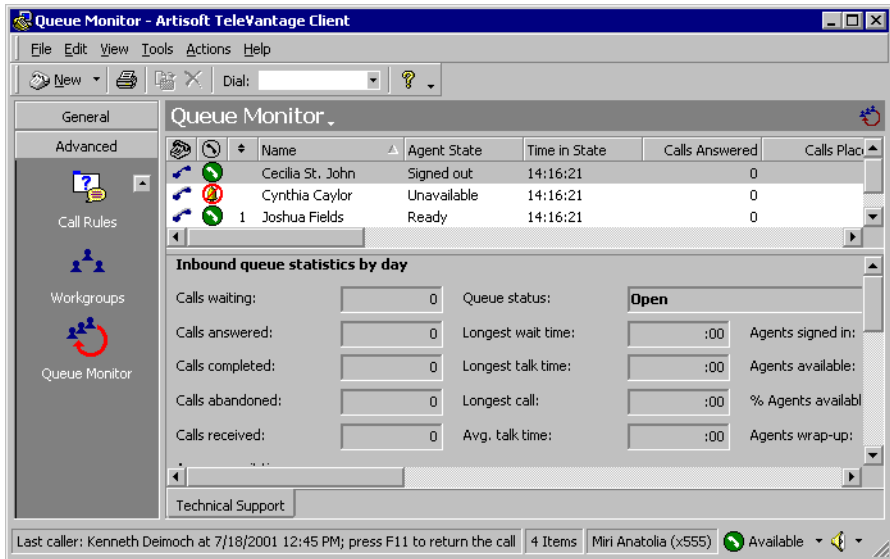 Queue Monitor - Artisoft TeleVantage Client
File Edit View Tools Actions Help
New Dial:
General
Advanced
Call Rules
Workgroups
Queue Monitor
Queue Monitor
Name Agent State Time in State Calls Answered Calls Plac
Cecilia St. John Signed out 14:16:21 0
Cynthia Caylor Unavailable 14:16:21 0
1 Joshua Fields Ready 14:16:21 0
Inbound queue statistics by day
Calls waiting: 0 Queue status: Open
Calls answered: 0 Longest wait time: :00 Agents signed in:
Calls completed: 0 Longest talk time: :00 Agents available:
Calls abandoned: 0 Longest call: :00 % Agents availabl
Calls received: 0 Avg. talk time: :00 Agents wrap-up:
Technical Support
Last caller: Kenneth Deimoch at 7/18/2001 12:45 PM; press F11 to return the call 4 Items Miri Anatolia (x555) Available